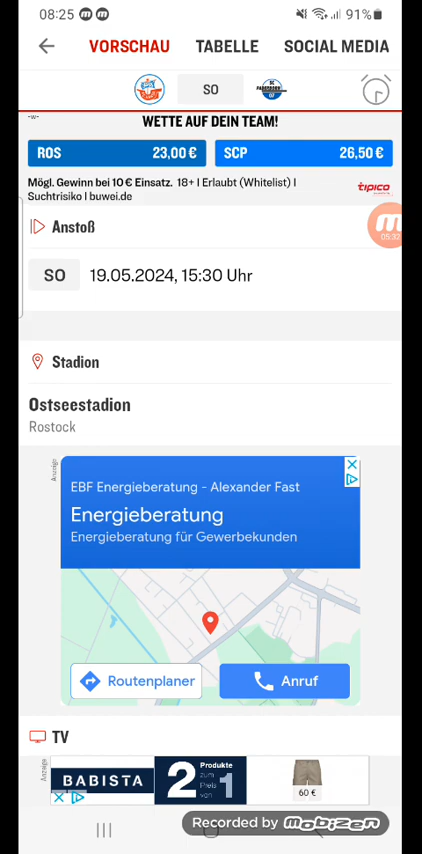 08:25
91%
VORSCHAU TABELLE SOCIAL MEDIA
SO
WETTE AUF DEIN TEAM!
ROS 23,00 € SCP 26,50 €
Mögl. Gewinn bei 10 € Einsatz. 18+ | Erlaubt (Whitelist) |
Suchtrisiko | buwei.de
tipico
Anstoß
05:32
SO 19.05.2024, 15:30 Uhr
Stadion
Ostseestadion
Rostock
Anzeige
EBF Energieberatung - Alexander Fast
Energieberatung
Energieberatung für Gewerbekunden
Routenplaner Anruf
TV
Anzeige
BABISTA
2 Produkte zum Preis von 1
60 €
Recorded by mobizen